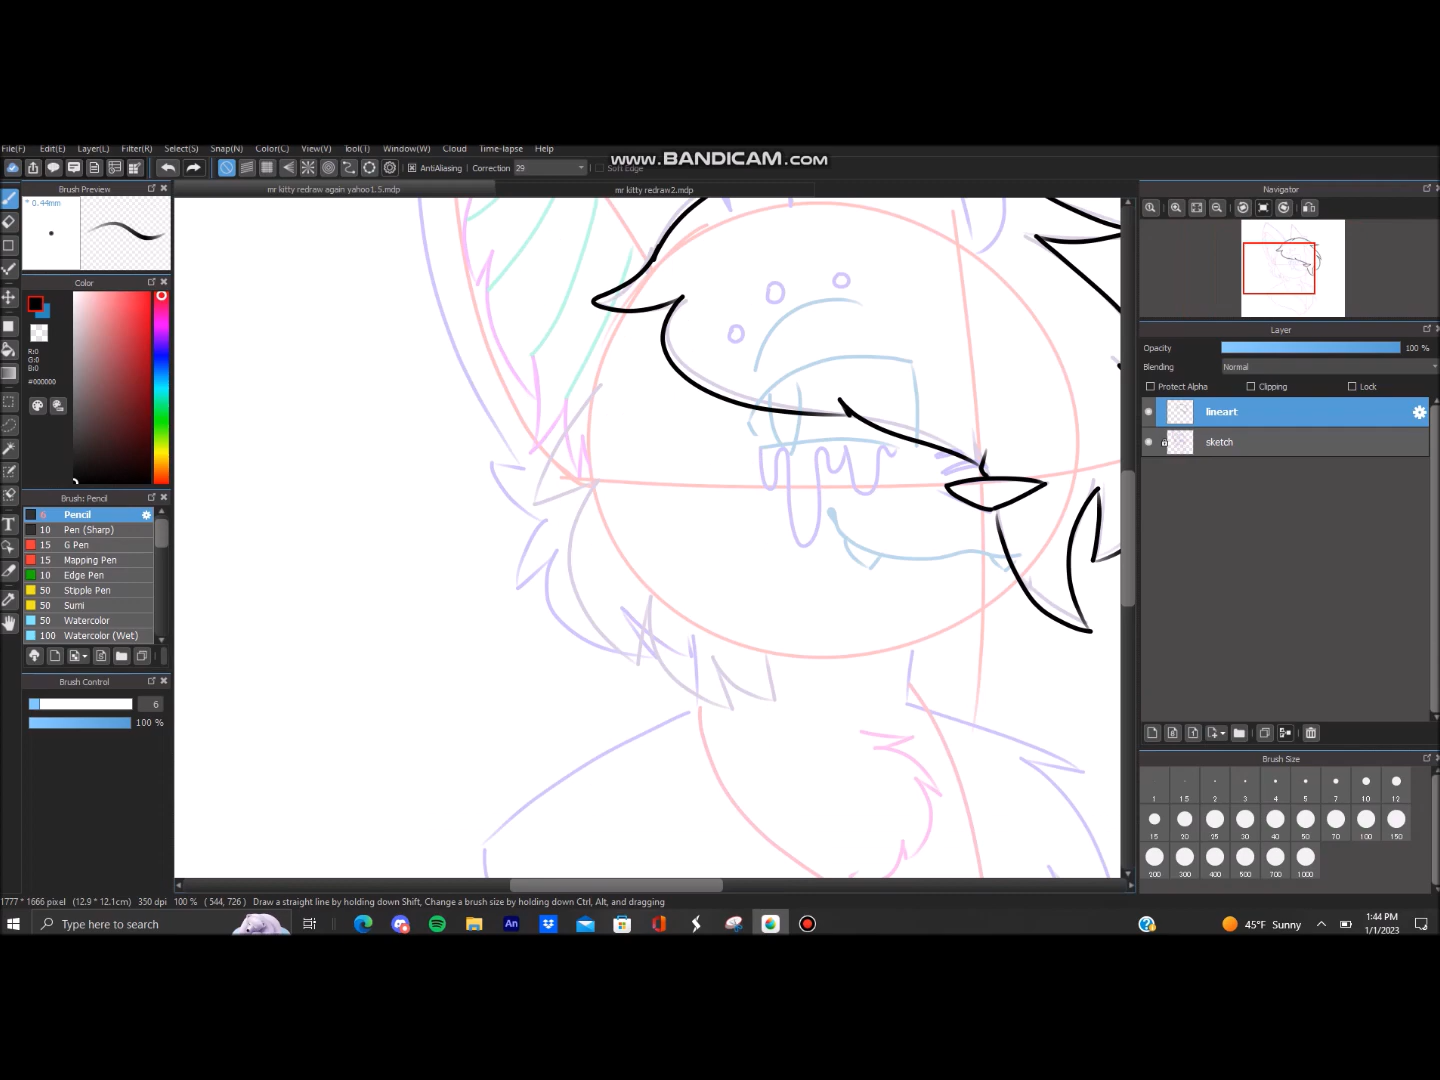 File(F) Edit(E) Layer(L) Filter(R) Select(S) Snap(N) Color(C) View(V) Tool(T) Window(W) Cloud Time-lapse Help
www.BANDICAM.com
AntiAliasing Correction 29 Soft Edge
Brush Preview
mr kitty redraw again yahoo1.5.mdp
mr kitty redraw2.mdp
Navigator
* 0.44mm
Color
R:0
G:0
B:0
#000000
Layer
Opacity 100 %
Blending Normal
Protect Alpha Clipping Lock
lineart
sketch
Brush: Pencil
6 Pencil
10 Pen (Sharp)
15 G Pen
15 Mapping Pen
10 Edge Pen
50 Stipple Pen
50 Sumi
50 Watercolor
100 Watercolor (Wet)
Brush Control
6
100 %
Brush Size
1 1.5 2 3 4 5 7 10 12
15 20 25 30 40 50 70 100 150
200 300 400 500 700 1000
1777 * 1666 pixel (12.9 * 12.1cm) 350 dpi 100 % ( 544, 726 ) Draw a straight line by holding down Shift, Change a brush size by holding down Ctrl, Alt, and dragging
Type here to search
An
45°F Sunny
1:44 PM
1/1/2023